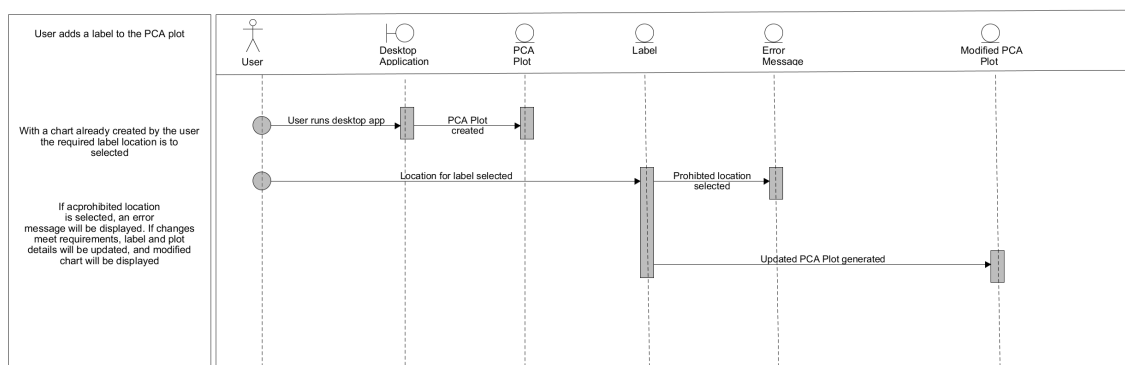 User adds a label to the PCA plot
User
Desktop
Application
PCA
Plot
Label
Error
Message
Modified PCA
Plot
With a chart already created by the user
the required label location is to
selected
User runs desktop app
PCA Plot
created
Location for label selected
Prohibted location
selected
If acprohibited location
is selected, an error
message will be displayed. If changes
meet requirements, label and plot
details will be updated, and modified
chart will be displayed
Updated PCA Plot generated